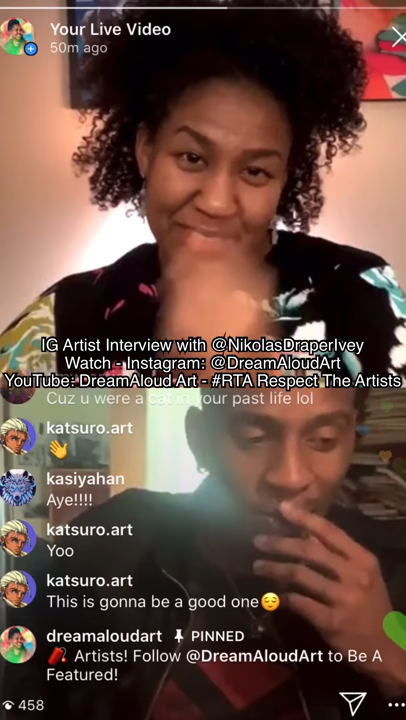 Your Live Video
50m ago
IG Artist Interview with @NikolasDraperIvey
Watch - Instagram: @DreamAloudArt
YouTube: DreamAloud Art - #RTA Respect The Artists
Cuz u were a cat in your past life lol
katsuro.art
👋
kasiyahan
Aye!!!!
katsuro.art
Yoo
katsuro.art
This is gonna be a good one😌
dreamaloudart PINNED
🧨 Artists! Follow @DreamAloudArt to Be A
Featured!
458